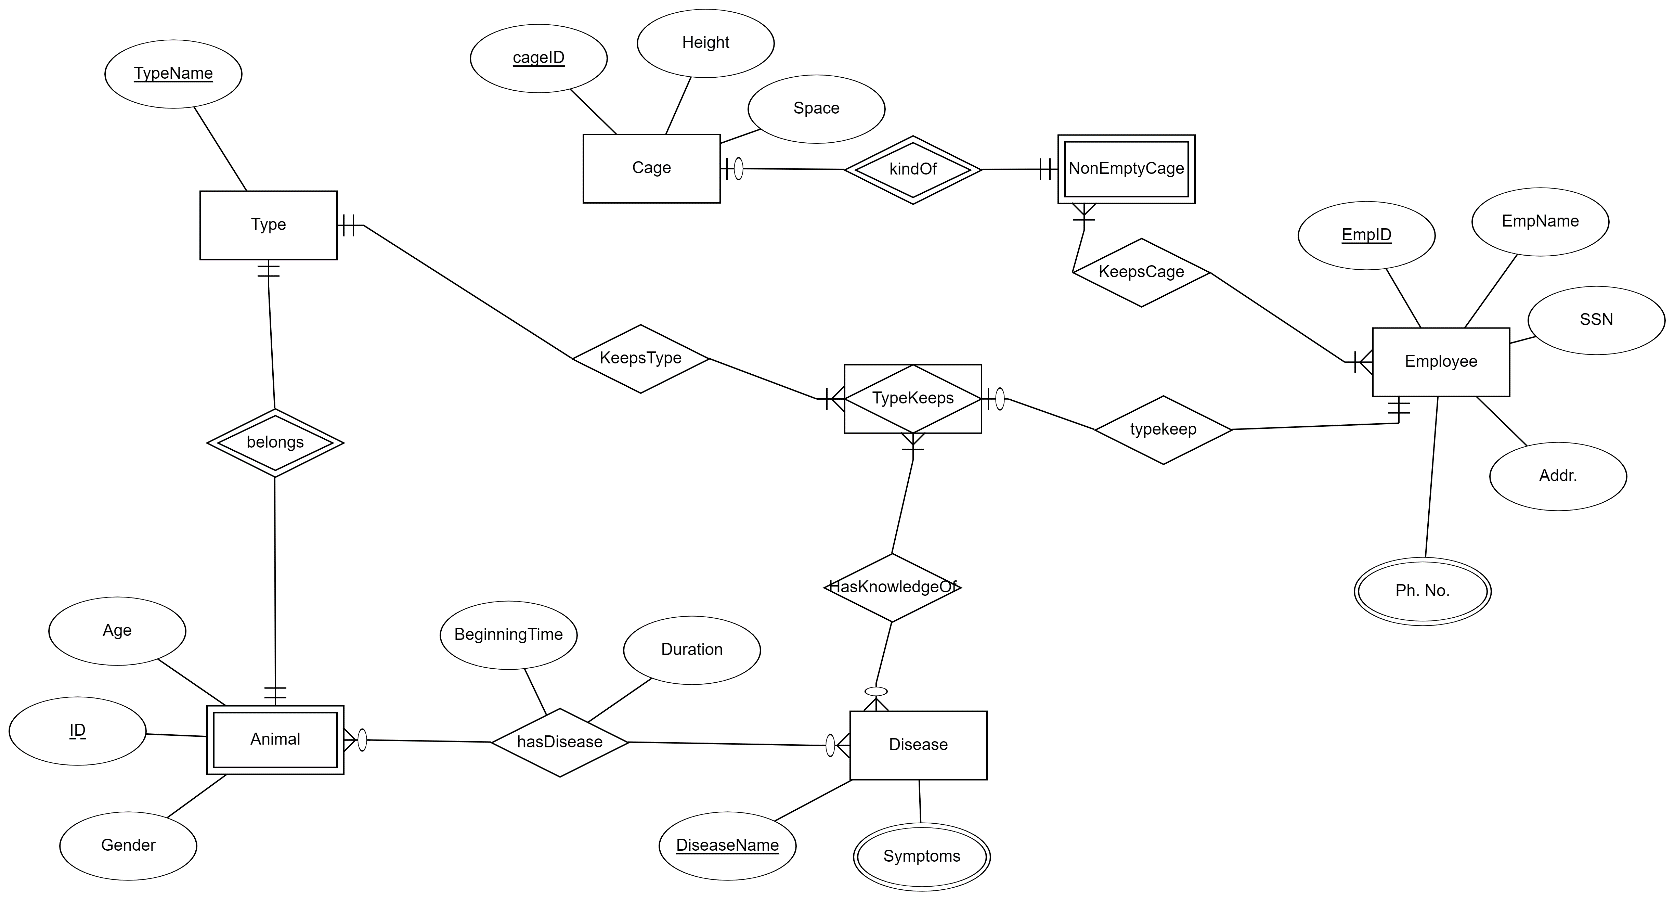 Height
cageID
TypeName
Space
Cage
kindOf
NonEmptyCage
Type
EmpID
EmpName
KeepsCage
SSN
KeepsType
Employee
TypeKeeps
typekeep
belongs
Addr.
HasKnowledgeOf
Ph. No.
Age
BeginningTime
Duration
ID
Animal
hasDisease
Disease
Gender
DiseaseName
Symptoms